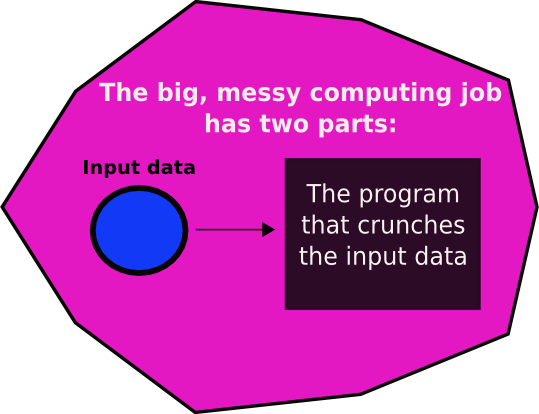 The big, messy computing job
has two parts:
Input data
The program
that crunches
the input data